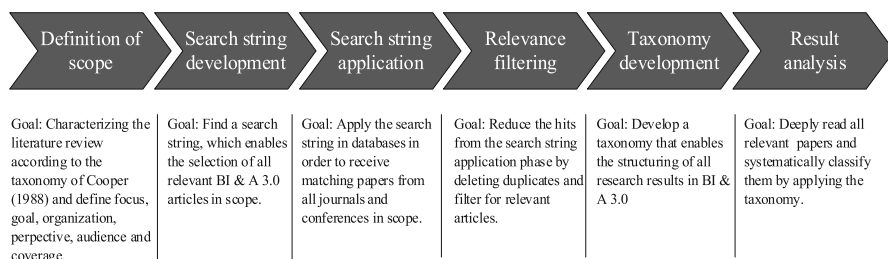 Definition of
scope
Search string
development
Search string
application
Relevance
filtering
Taxonomy
development
Result
analysis
Goal: Characterizing the
literature review
according to the
taxonomy of Cooper
(1988) and define focus,
goal, organization,
perpective, audience and
coverage.
Goal: Find a search
string, which enables
the selection of all
relevant BI & A 3.0
articles in scope.
Goal: Apply the search
string in databases in
order to receive
matching papers from
all journals and
conferences in scope.
Goal: Reduce the hits
from the search string
application phase by
deleting duplicates and
filter for relevant
articles.
Goal: Develop a
taxonomy that enables
the structuring of all
research results in BI &
A 3.0
Goal: Deeply read all
relevant papers and
systematically classify
them by applying the
taxonomy.